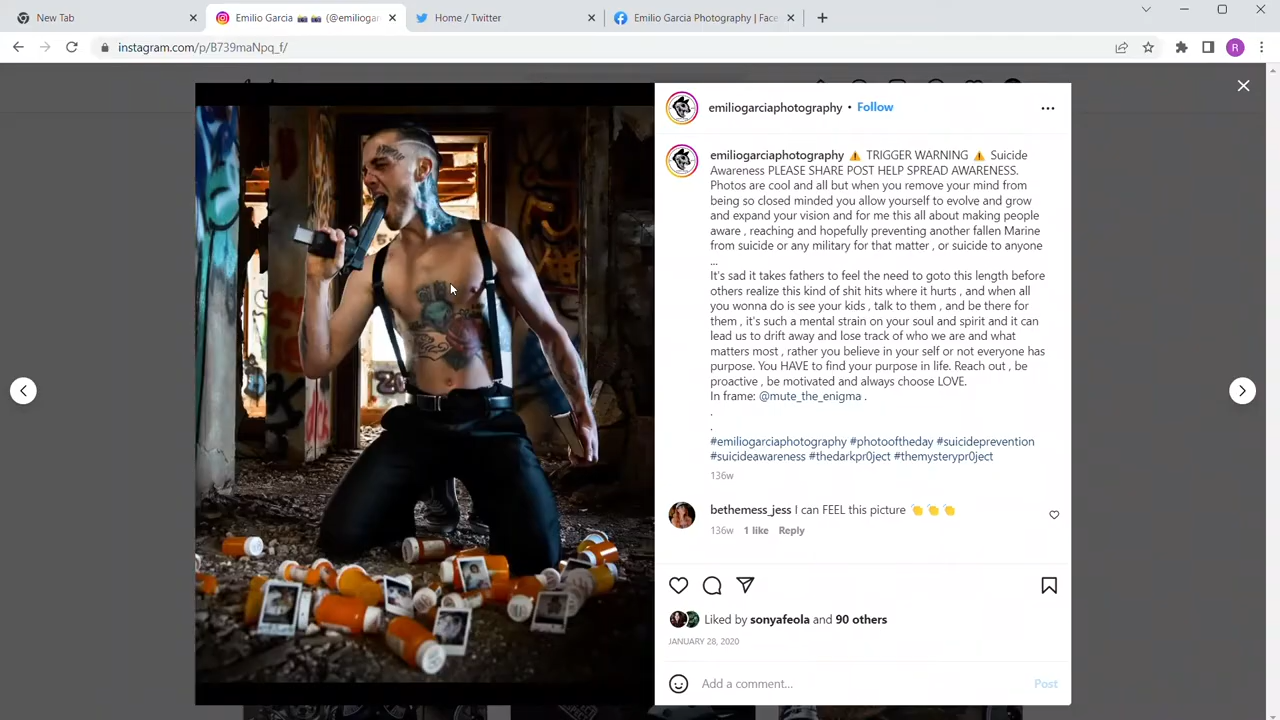 New Tab
Emilio Garcia 📸 📸 (@emiliogar
Home / Twitter
Emilio Garcia Photography | Face
instagram.com/p/B739maNpq_f/
R
emiliogarciaphotography • Follow
emiliogarciaphotography ⚠️ TRIGGER WARNING ⚠️ Suicide
Awareness PLEASE SHARE POST HELP SPREAD AWARENESS.
Photos are cool and all but when you remove your mind from
being so closed minded you allow yourself to evolve and grow
and expand your vision and for me this all about making people
aware , reaching and hopefully preventing another fallen Marine
from suicide or any military for that matter , or suicide to anyone
...
It's sad it takes fathers to feel the need to goto this length before
others realize this kind of shit hits where it hurts , and when all
you wonna do is see your kids , talk to them , and be there for
them , it's such a mental strain on your soul and spirit and it can
lead us to drift away and lose track of who we are and what
matters most , rather you believe in your self or not everyone has
purpose. You HAVE to find your purpose in life. Reach out , be
proactive , be motivated and always choose LOVE.
In frame: @mute_the_enigma .
.
.
#emiliogarciaphotography #photooftheday #suicideprevention
#suicideawareness #thedarkpr0ject #themysterypr0ject
136w
bethemess_jess I can FEEL this picture 👏 👏 👏
136w 1 like Reply
Liked by sonyafeola and 90 others
JANUARY 28, 2020
Add a comment...
Post